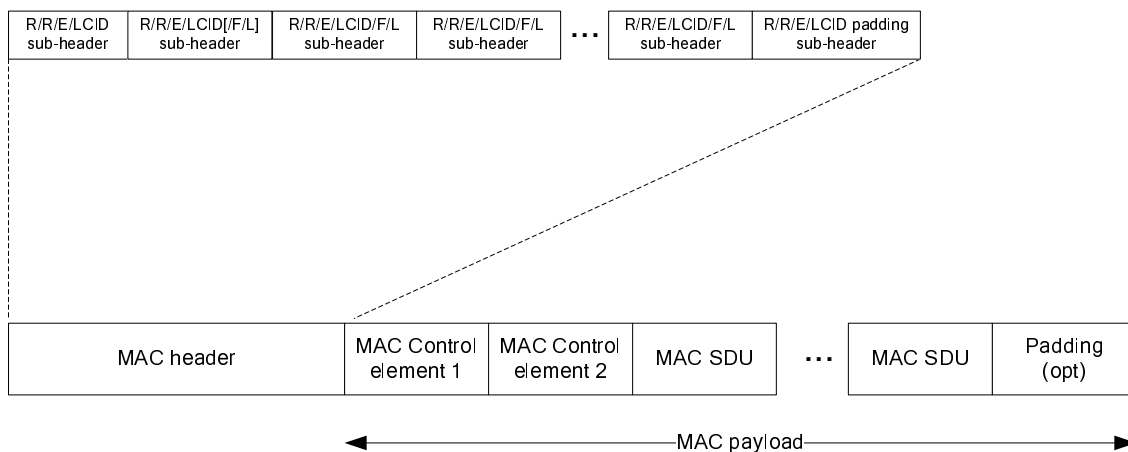 R/R/E/LCID sub-header
R/R/E/LCID[/F/L] sub-header
R/R/E/LCID/F/L sub-header
R/R/E/LCID/F/L sub-header
...
R/R/E/LCID/F/L sub-header
R/R/E/LCID padding sub-header
MAC header
MAC Control element 1
MAC Control element 2
MAC SDU
...
MAC SDU
Padding (opt)
MAC payload